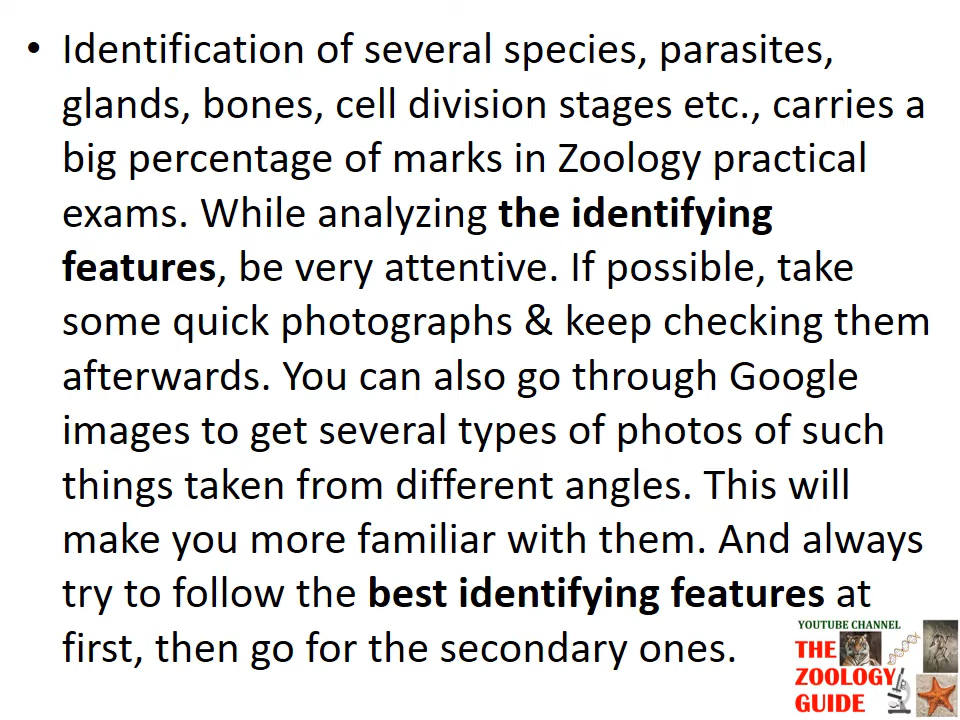 • Identification of several species, parasites,
glands, bones, cell division stages etc., carries a
big percentage of marks in Zoology practical
exams. While analyzing the identifying
features, be very attentive. If possible, take
some quick photographs & keep checking them
afterwards. You can also go through Google
images to get several types of photos of such
things taken from different angles. This will
make you more familiar with them. And always
try to follow the best identifying features at
first, then go for the secondary ones.
YOUTUBE CHANNEL
THE
ZOOLOGY
GUIDE